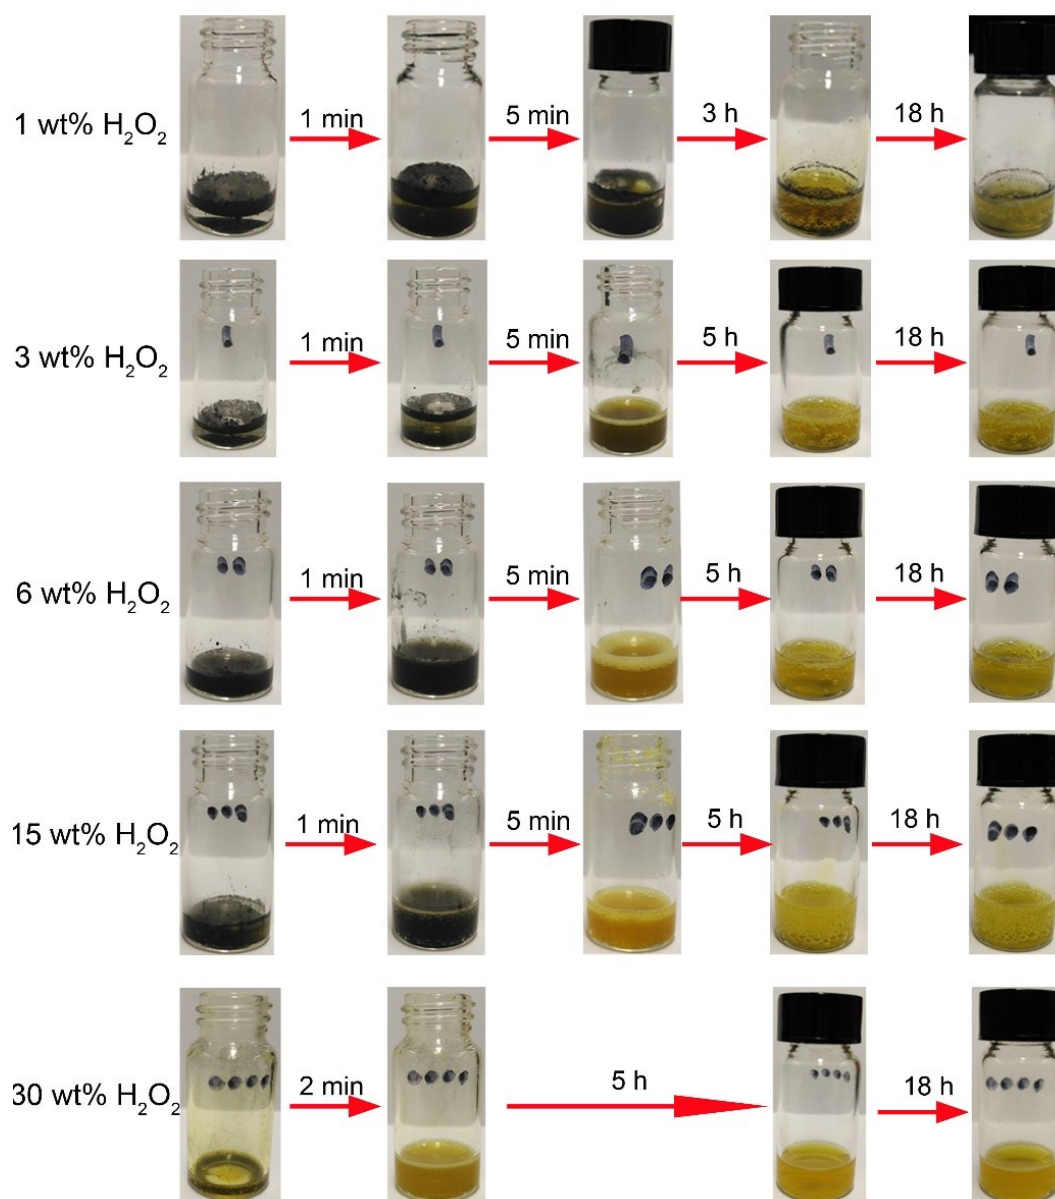 1 wt% H₂O₂ 1 min 5 min 3 h 18 h
3 wt% H₂O₂ 1 min 5 min 5 h 18 h
6 wt% H₂O₂ 1 min 5 min 5 h 18 h
15 wt% H₂O₂ 1 min 5 min 5 h 18 h
30 wt% H₂O₂ 2 min 5 h 18 h